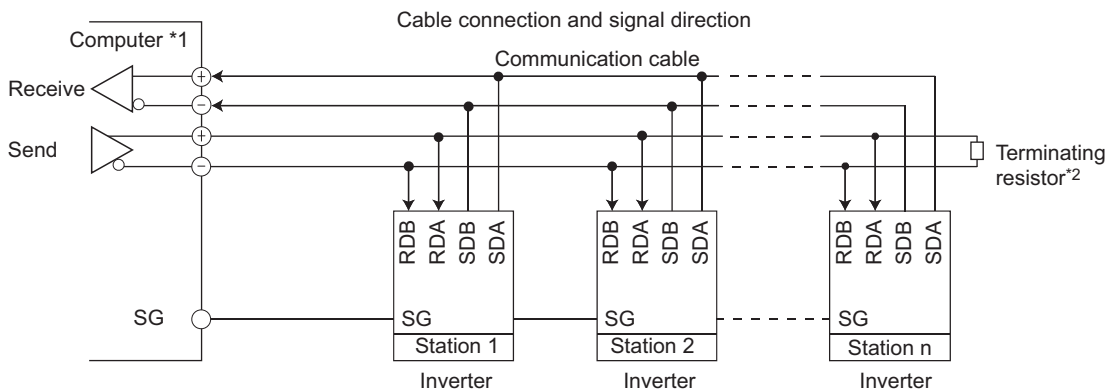 Cable connection and signal direction
Computer *1
Communication cable
Receive
+
−
Send
+
−
Terminating
resistor*2
RDB
RDA
SDB
SDA
RDB
RDA
SDB
SDA
RDB
RDA
SDB
SDA
SG
SG
SG
SG
Station 1
Station 2
Station n
Inverter
Inverter
Inverter